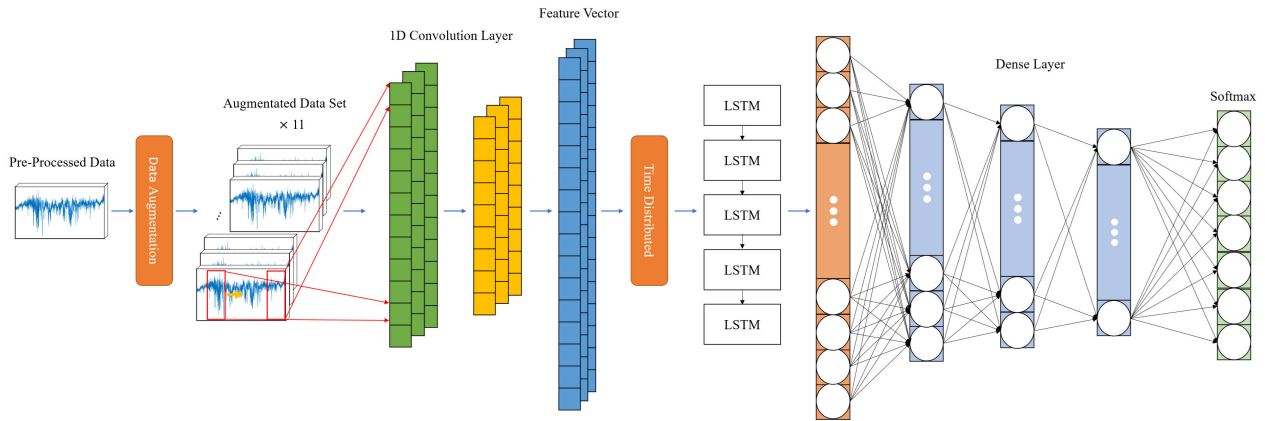 Feature Vector
1D Convolution Layer
Dense Layer
Augmentated Data Set
× 11
Softmax
Pre-Processed Data
Data Augmentation
Time Distributed
LSTM
LSTM
LSTM
LSTM
LSTM